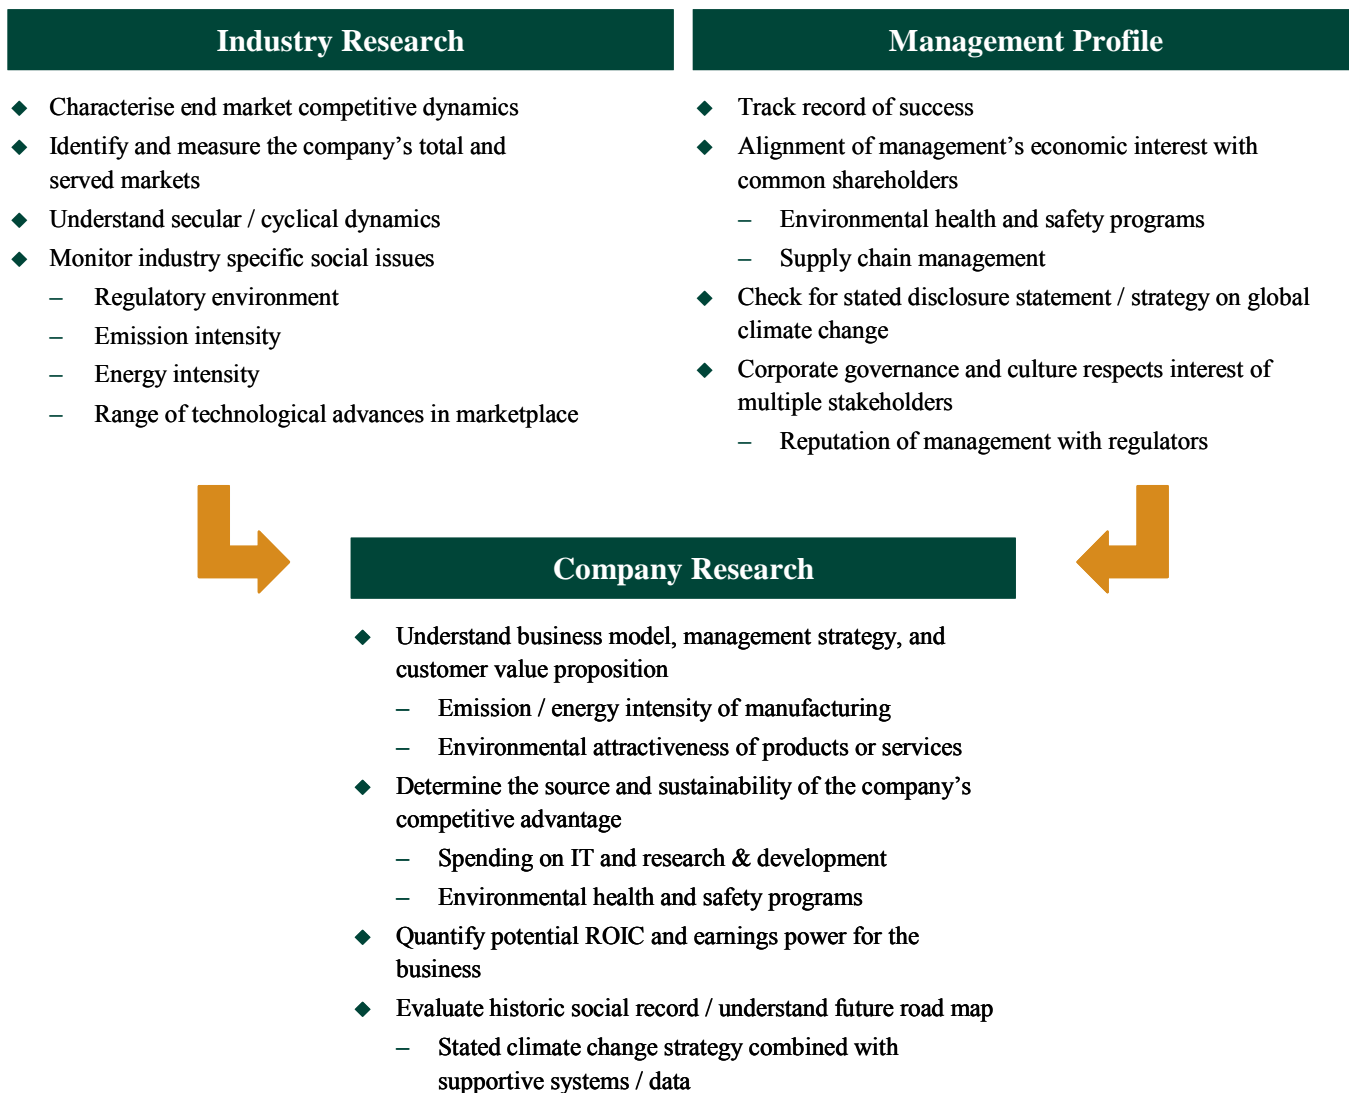 Industry Research
◆ Characterise end market competitive dynamics
◆ Identify and measure the company’s total and
served markets
◆ Understand secular / cyclical dynamics
◆ Monitor industry specific social issues
– Regulatory environment
– Emission intensity
– Energy intensity
– Range of technological advances in marketplace
Management Profile
◆ Track record of success
◆ Alignment of management’s economic interest with
common shareholders
– Environmental health and safety programs
– Supply chain management
◆ Check for stated disclosure statement / strategy on global
climate change
◆ Corporate governance and culture respects interest of
multiple stakeholders
– Reputation of management with regulators
Company Research
◆ Understand business model, management strategy, and
customer value proposition
– Emission / energy intensity of manufacturing
– Environmental attractiveness of products or services
◆ Determine the source and sustainability of the company’s
competitive advantage
– Spending on IT and research & development
– Environmental health and safety programs
◆ Quantify potential ROIC and earnings power for the
business
◆ Evaluate historic social record / understand future road map
– Stated climate change strategy combined with
supportive systems / data